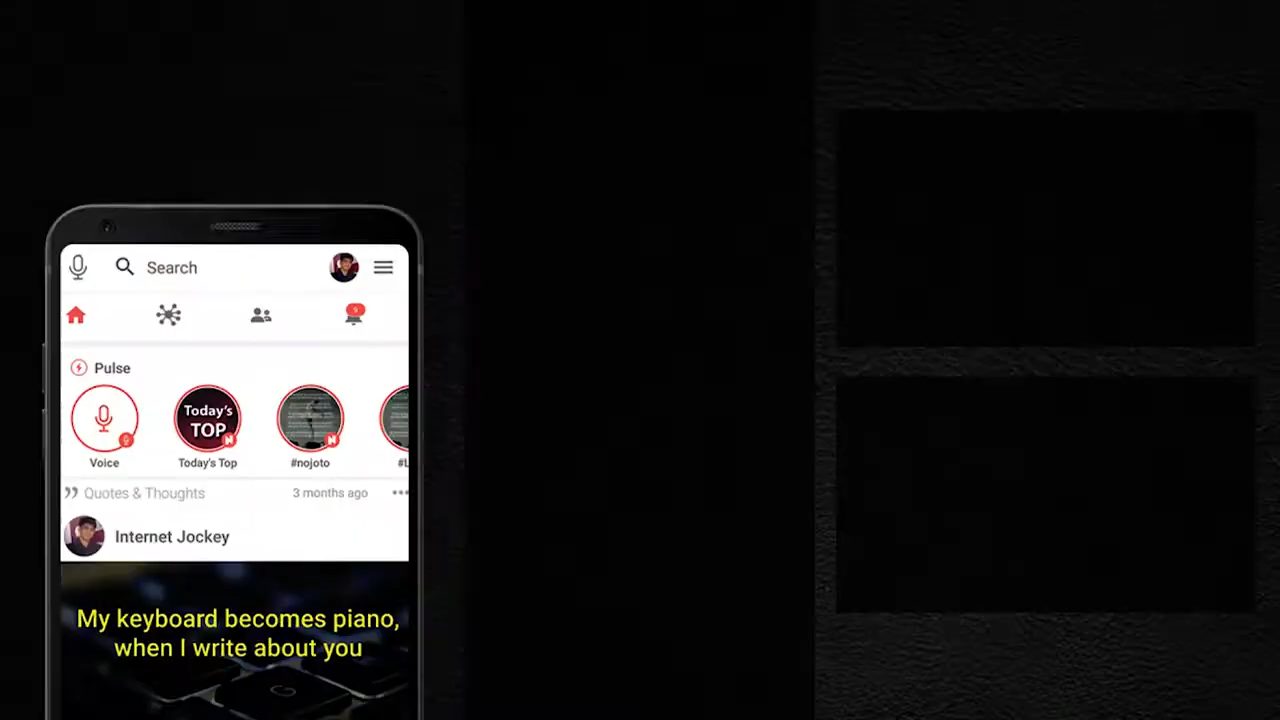 Search
9
Pulse
Today's
TOP
Voice
Today's Top
#nojoto
#L
Quotes & Thoughts
3 months ago
Internet Jockey
My keyboard becomes piano,
when I write about you